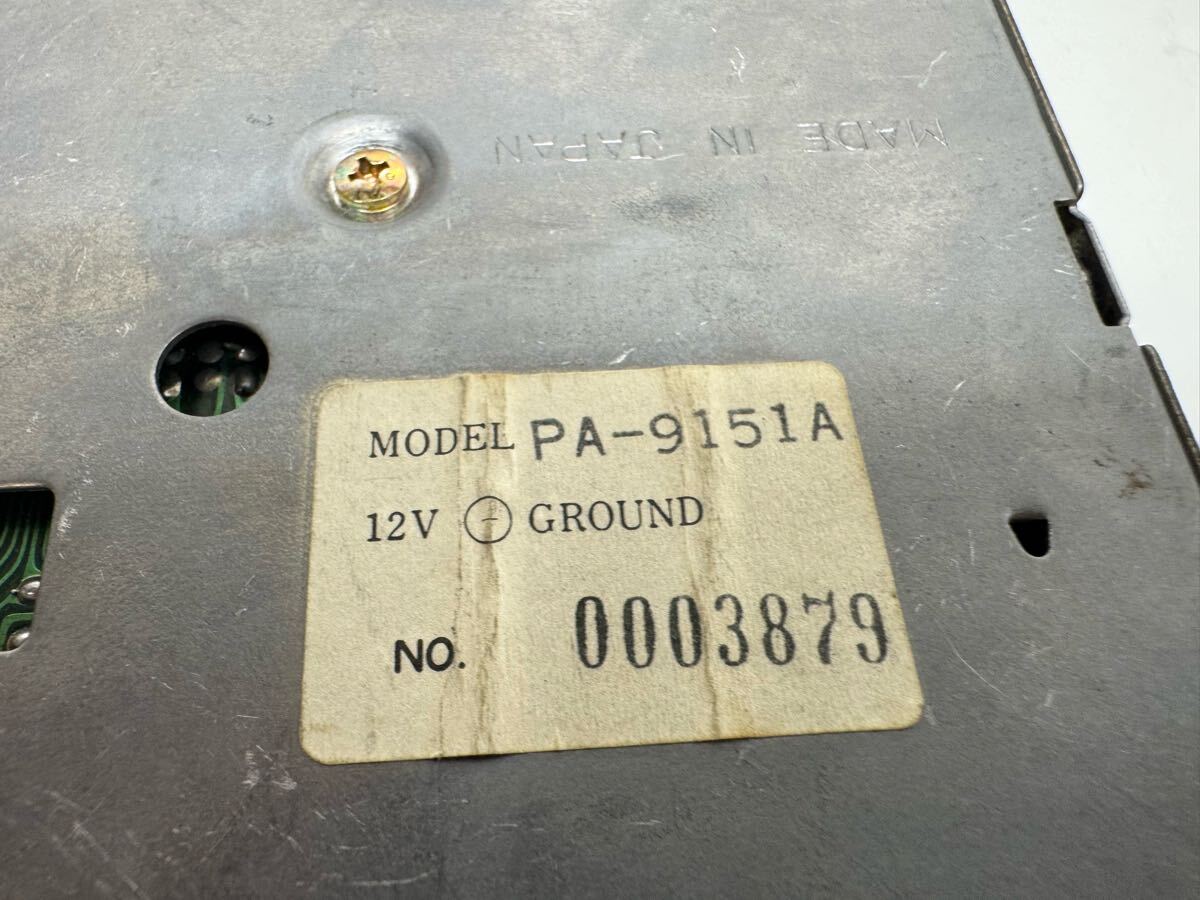 MADE IN JAPAN
MODEL PA-9151A
12V ⊖ GROUND
NO. 0003879